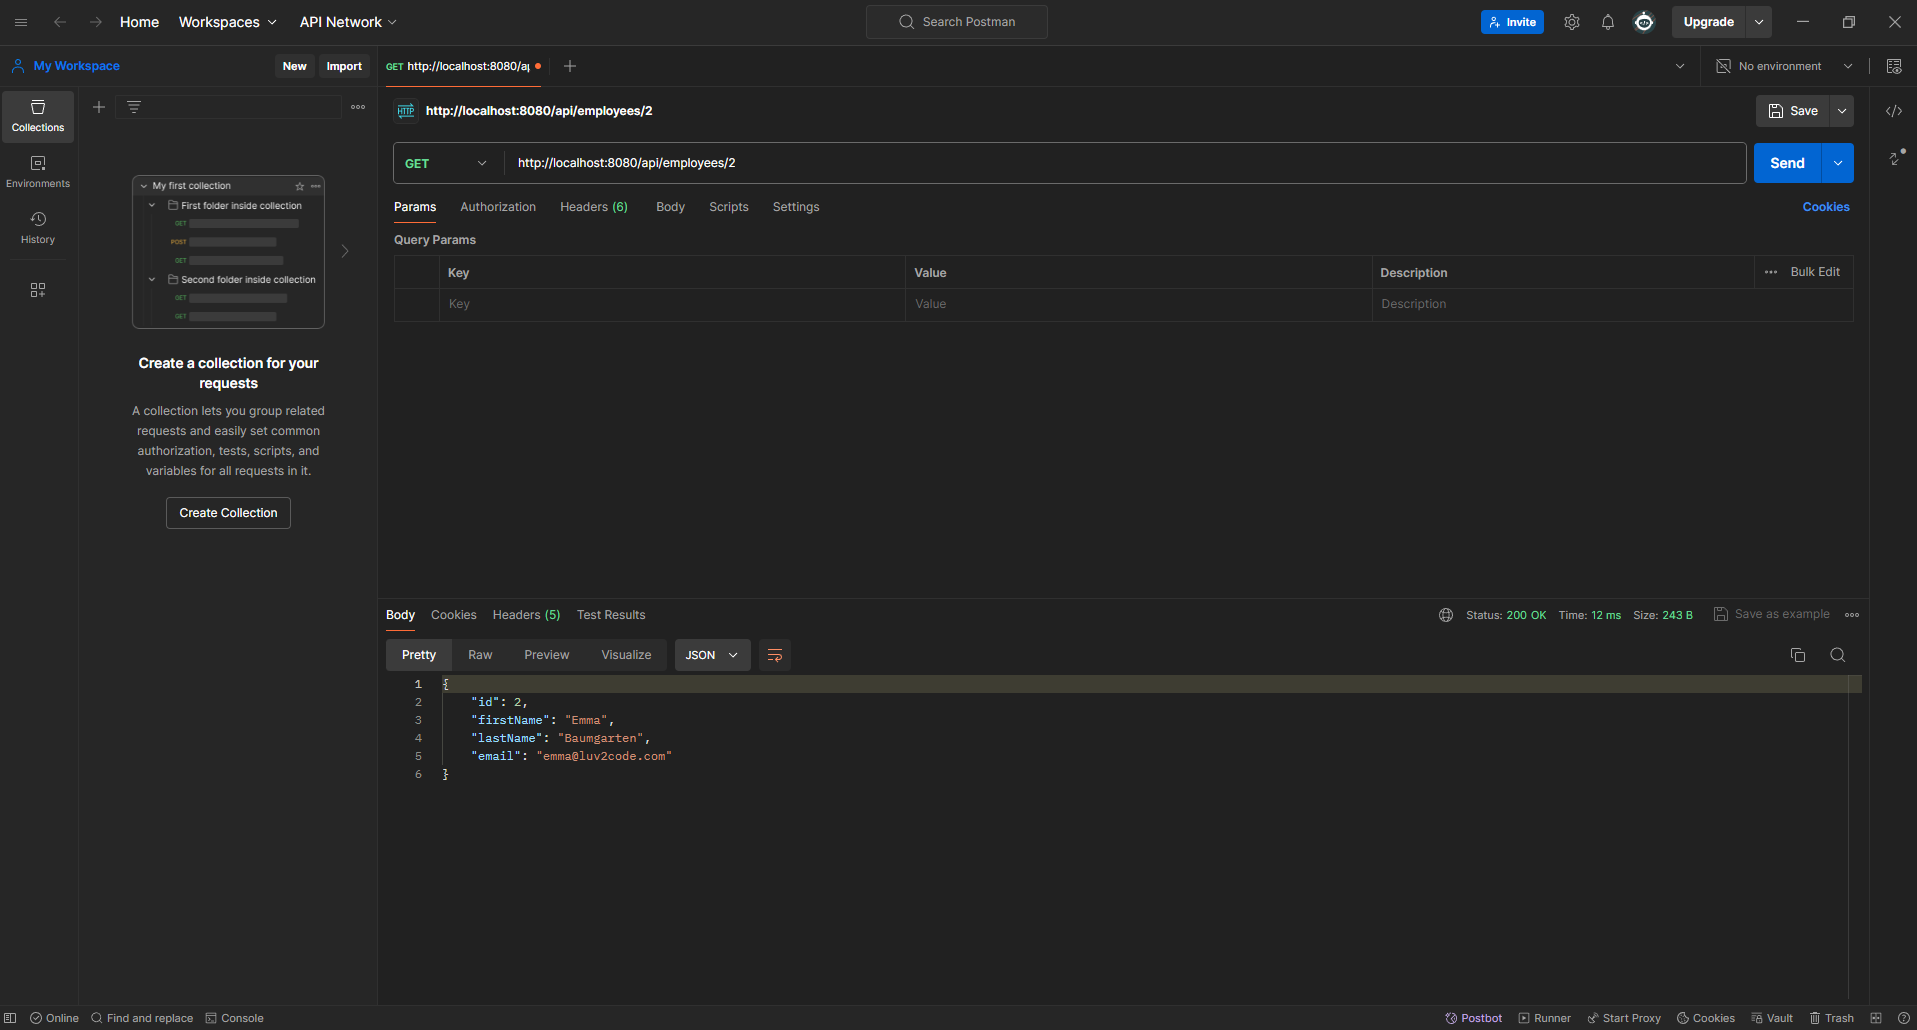 Home Workspaces API Network Search Postman Invite Upgrade
My Workspace New Import GET http://localhost:8080/a No environment
Collections
Environments
History
My first collection
First folder inside collection
GET
POST
GET
Second folder inside collection
GET
GET
Create a collection for your
requests
A collection lets you group related
requests and easily set common
authorization, tests, scripts, and
variables for all requests in it.
Create Collection
HTTP http://localhost:8080/api/employees/2 Save
GET http://localhost:8080/api/employees/2 Send
Params Authorization Headers (6) Body Scripts Settings Cookies
Query Params
Key Value Description Bulk Edit
Key Value Description
Body Cookies Headers (5) Test Results Status: 200 OK Time: 12 ms Size: 243 B Save as example
Pretty Raw Preview Visualize JSON
1 {
2 "id": 2,
3 "firstName": "Emma",
4 "lastName": "Baumgarten",
5 "email": "emma@luv2code.com"
6 }
Online Find and replace Console Postbot Runner Start Proxy Cookies Vault Trash